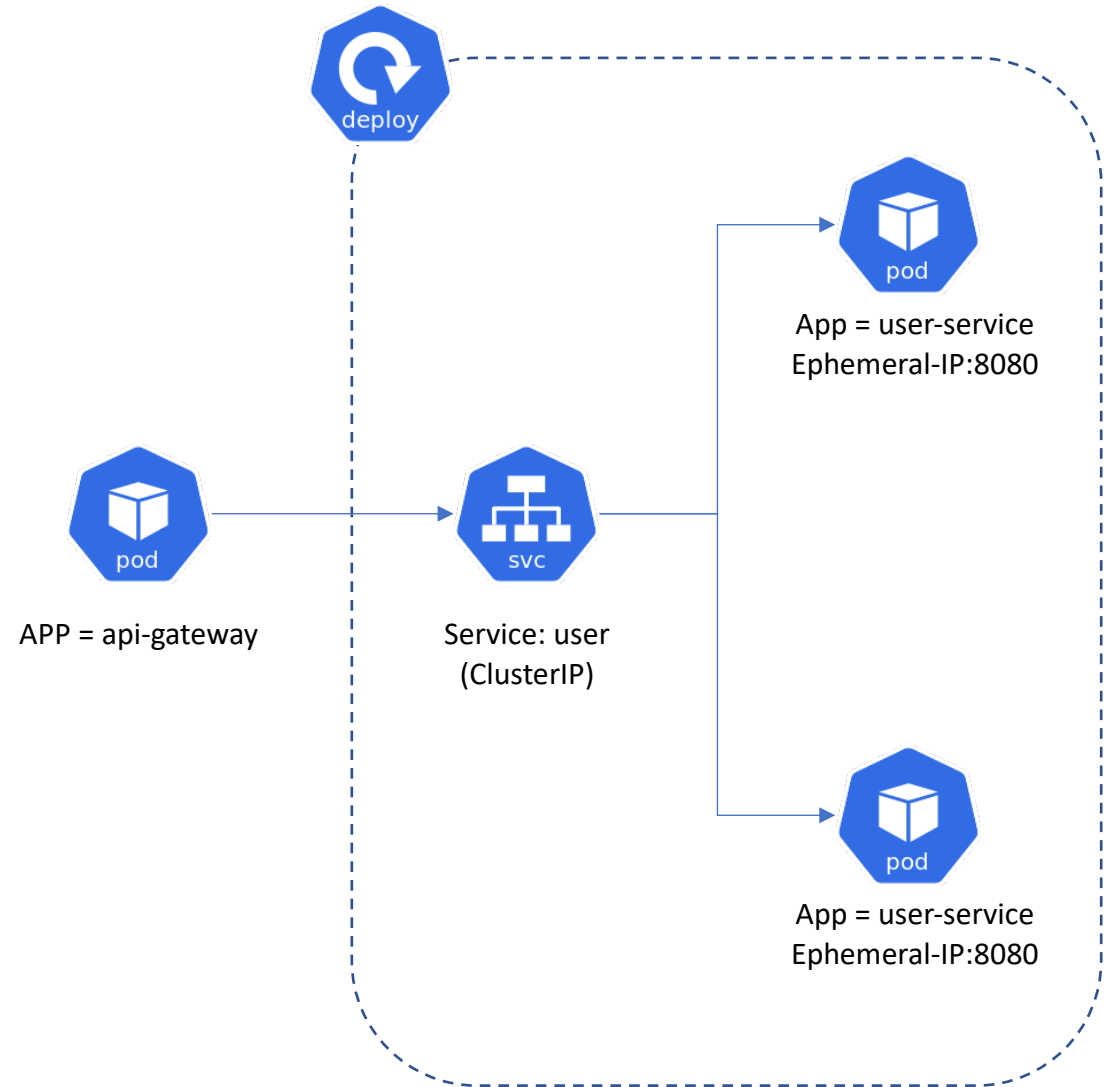 deploy
pod
App = user-service
Ephemeral-IP:8080
pod
APP = api-gateway
svc
Service: user
(ClusterIP)
pod
App = user-service
Ephemeral-IP:8080